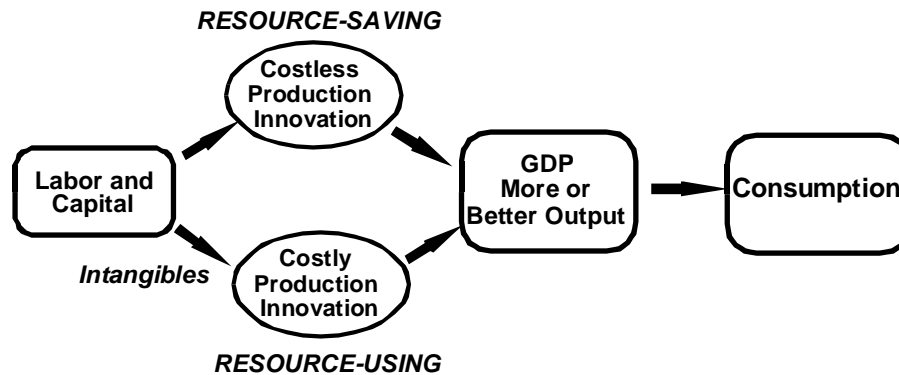 RESOURCE-SAVING
Costless
Production
Innovation
Labor and
Capital
GDP
More or
Better Output
Consumption
Intangibles
Costly
Production
Innovation
RESOURCE-USING